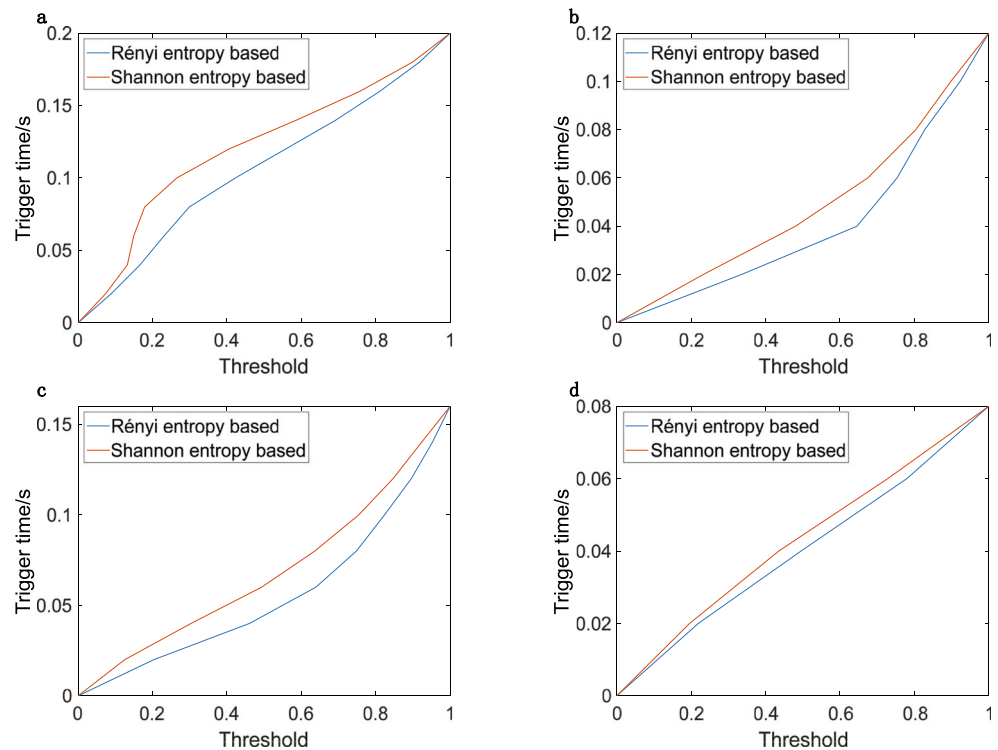 a
0.2
0.15
0.1
0.05
0
Trigger time/s
Rényi entropy based
Shannon entropy based
0 0.2 0.4 0.6 0.8 1
Threshold
b
0.12
0.1
0.08
0.06
0.04
0.02
0
Trigger time/s
Rényi entropy based
Shannon entropy based
0 0.2 0.4 0.6 0.8 1
Threshold
c
0.15
0.1
0.05
0
Trigger time/s
Rényi entropy based
Shannon entropy based
0 0.2 0.4 0.6 0.8 1
Threshold
d
0.08
0.06
0.04
0.02
0
Trigger time/s
Rényi entropy based
Shannon entropy based
0 0.2 0.4 0.6 0.8 1
Threshold